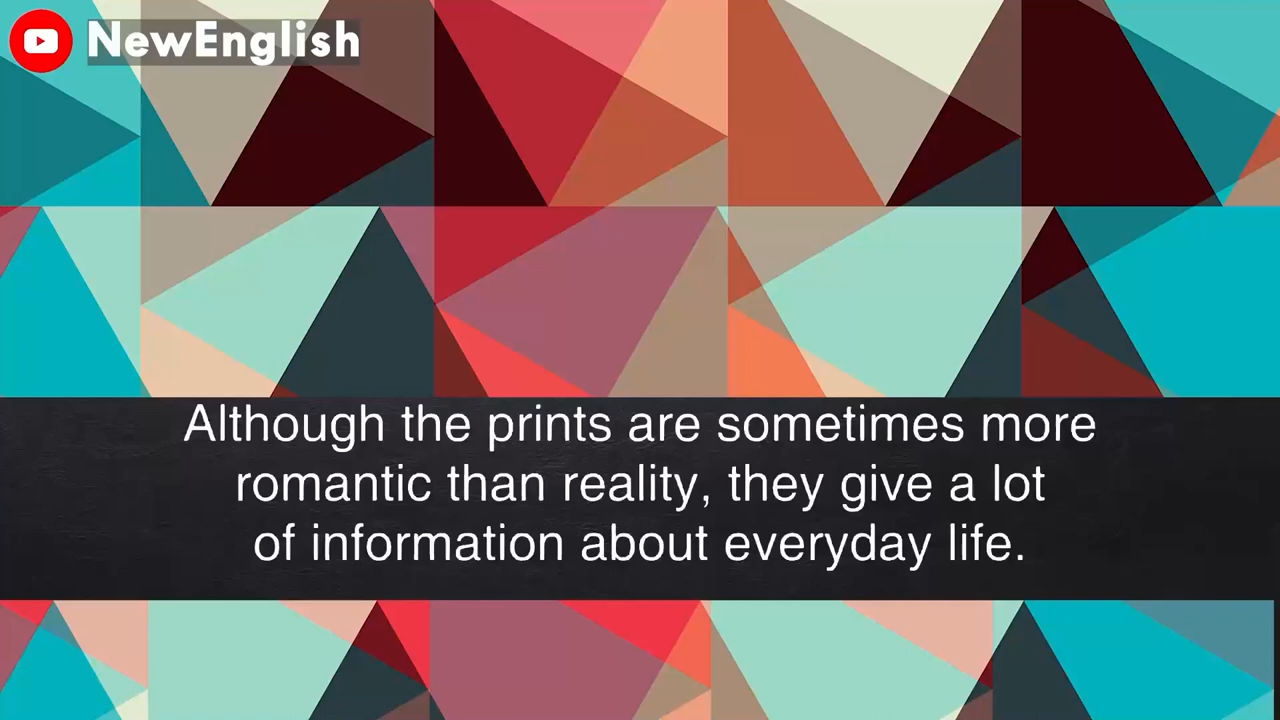 NewEnglish
Although the prints are sometimes more
romantic than reality, they give a lot
of information about everyday life.